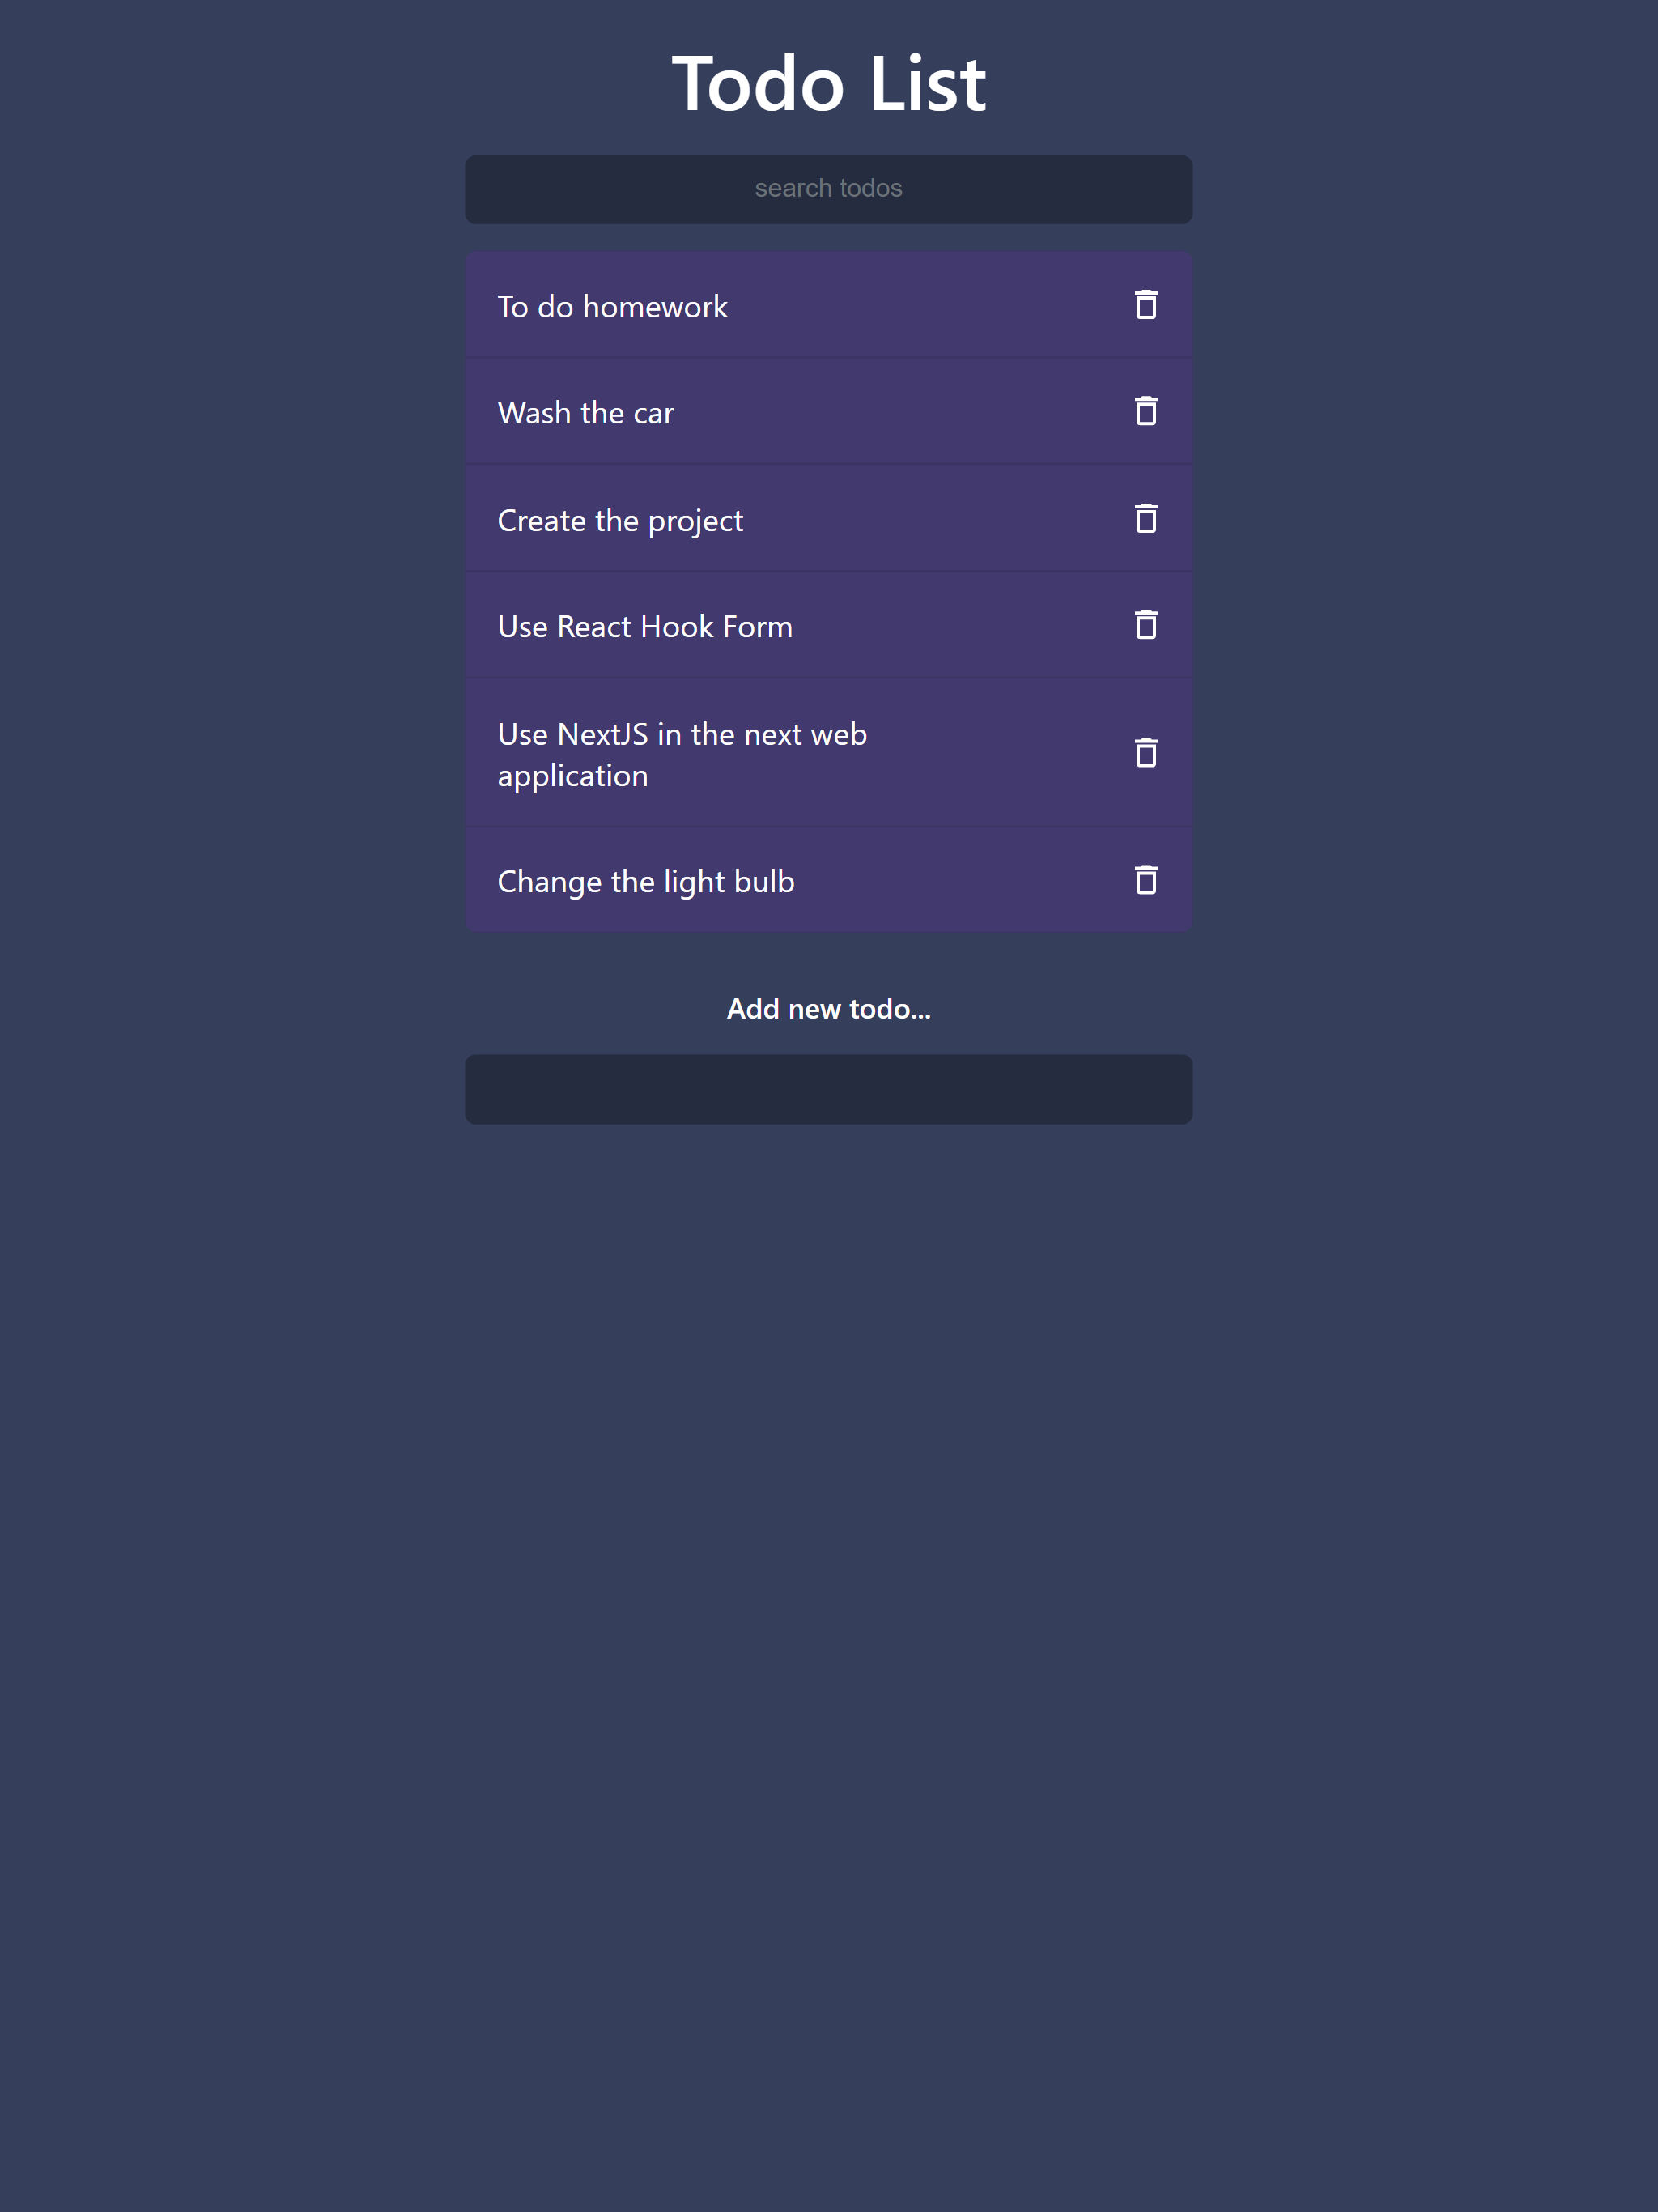 Todo List
search todos
To do homework
Wash the car
Create the project
Use React Hook Form
Use NextJS in the next web
application
Change the light bulb
Add new todo...